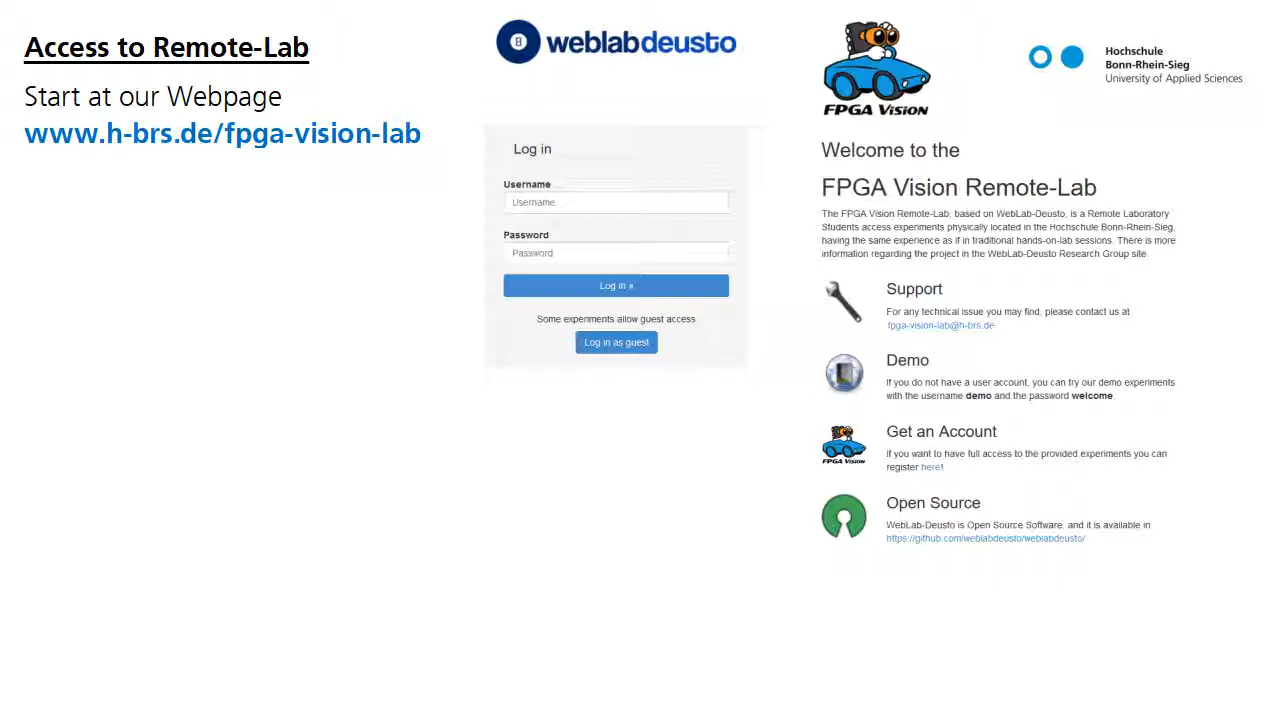 Access to Remote-Lab
Start at our Webpage
www.h-brs.de/fpga-vision-lab
weblabdeusto
Log in
Username
Username
Password
Password
Log in »
Some experiments allow guest access
Log in as guest
FPGA Vision
Hochschule
Bonn-Rhein-Sieg
University of Applied Sciences
Welcome to the
FPGA Vision Remote-Lab
The FPGA Vision Remote-Lab, based on WebLab-Deusto, is a Remote Laboratory
Students access experiments physically located in the Hochschule Bonn-Rhein-Sieg,
having the same experience as if in traditional hands-on-lab sessions. There is more
information regarding the project in the WebLab-Deusto Research Group site.
Support
For any technical issue you may find, please contact us at
fpga-vision-lab@h-brs.de
Demo
If you do not have a user account, you can try our demo experiments
with the username demo and the password welcome.
FPGA Vision
Get an Account
If you want to have full access to the provided experiments you can
register here!
Open Source
WebLab-Deusto is Open Source Software, and it is available in
https://github.com/weblabdeusto/weblabdeusto/